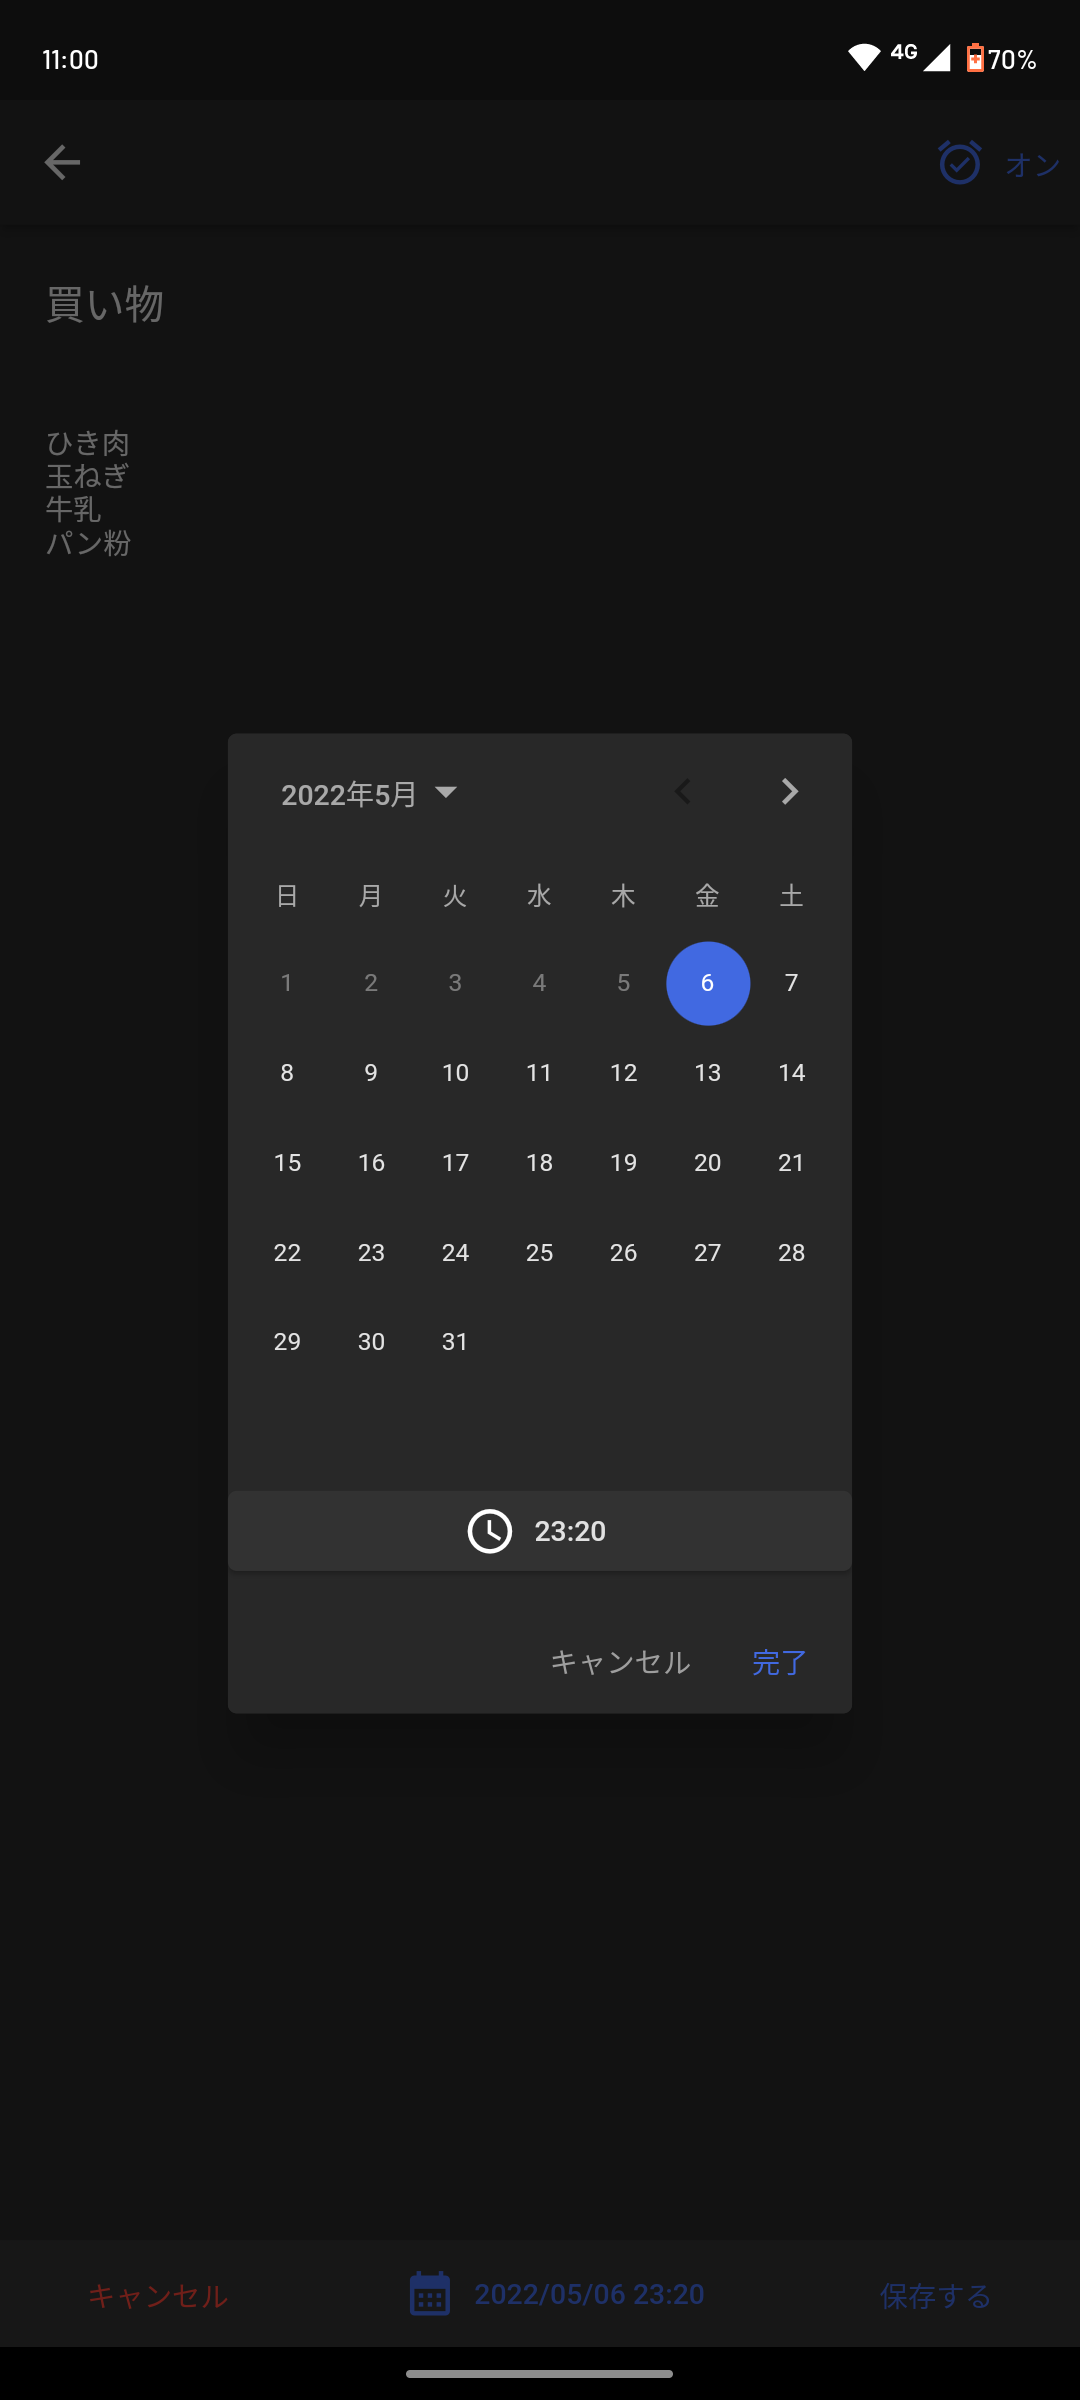 11:00 4G 70%
オン
買い物
ひき肉
玉ねぎ
牛乳
パン粉
2022年5月
日 月 火 水 木 金 土
1 2 3 4 5 6 7
8 9 10 11 12 13 14
15 16 17 18 19 20 21
22 23 24 25 26 27 28
29 30 31
23:20
キャンセル 完了
キャンセル 2022/05/06 23:20 保存する